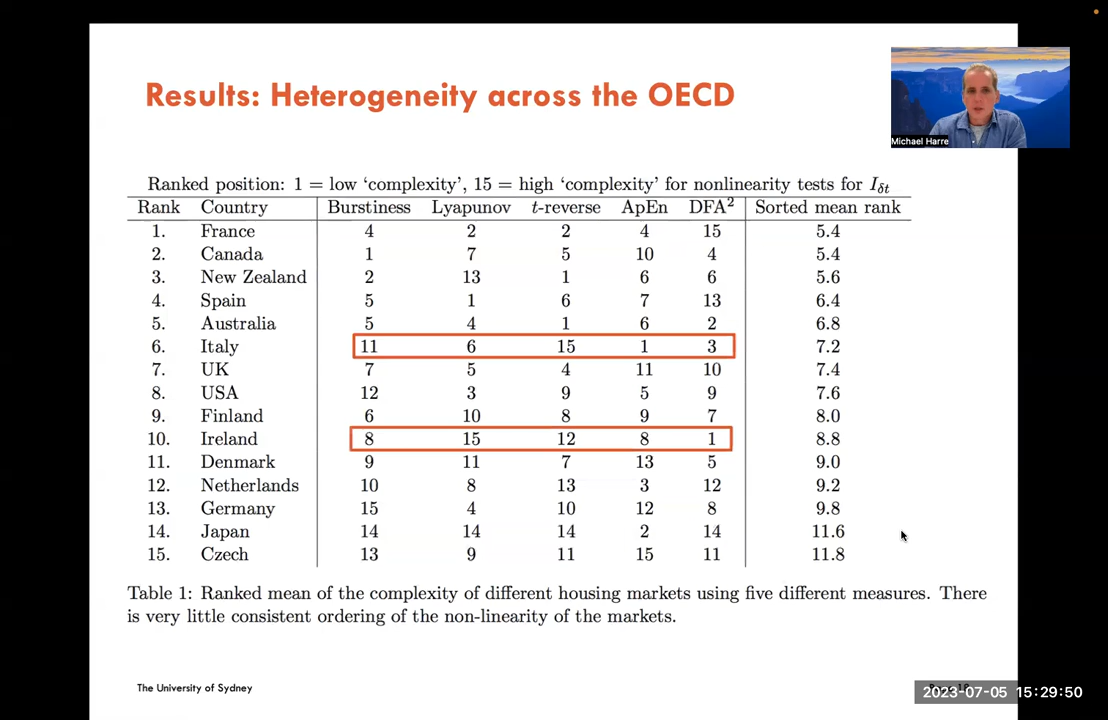 Results: Heterogeneity across the OECD
Michael Harre
Ranked position: 1 = low ‘complexity’, 15 = high ‘complexity’ for nonlinearity tests for Iδt
Rank Country Burstiness Lyapunov t-reverse ApEn DFA² Sorted mean rank
1. France 4 2 2 4 15 5.4
2. Canada 1 7 5 10 4 5.4
3. New Zealand 2 13 1 6 6 5.6
4. Spain 5 1 6 7 13 6.4
5. Australia 5 4 1 6 2 6.8
6. Italy 11 6 15 1 3 7.2
7. UK 7 5 4 11 10 7.4
8. USA 12 3 9 5 9 7.6
9. Finland 6 10 8 9 7 8.0
10. Ireland 8 15 12 8 1 8.8
11. Denmark 9 11 7 13 5 9.0
12. Netherlands 10 8 13 3 12 9.2
13. Germany 15 4 10 12 8 9.8
14. Japan 14 14 14 2 14 11.6
15. Czech 13 9 11 15 11 11.8
Table 1: Ranked mean of the complexity of different housing markets using five different measures. There
is very little consistent ordering of the non-linearity of the markets.
The University of Sydney
2023-07-05 15:29:50